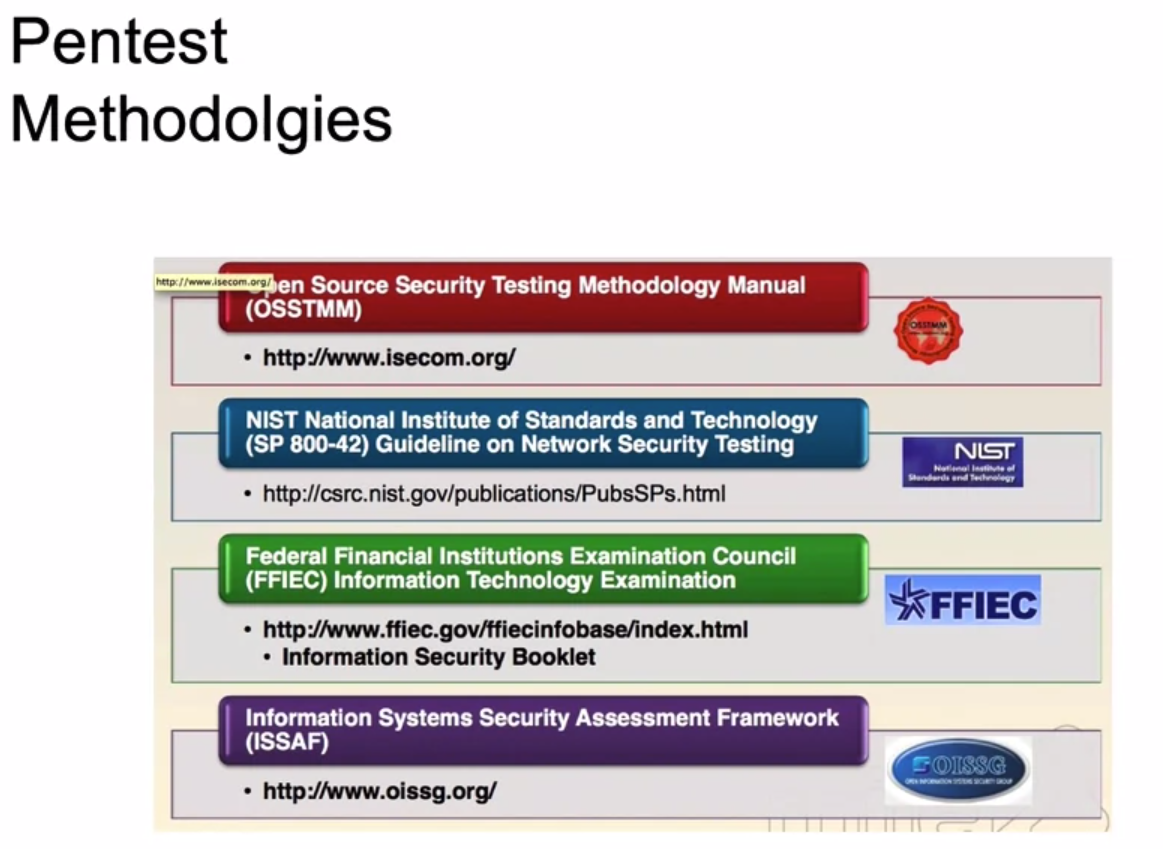 Pentest
Methodolgies
http://www.isecom.org/
pen Source Security Testing Methodology Manual
(OSSTMM)
OSSTMM
• http://www.isecom.org/
NIST National Institute of Standards and Technology
(SP 800-42) Guideline on Network Security Testing
NIST
National Institute of
Standards and Technology
• http://csrc.nist.gov/publications/PubsSPs.html
Federal Financial Institutions Examination Council
(FFIEC) Information Technology Examination
FFIEC
• http://www.ffiec.gov/ffiecinfobase/index.html
• Information Security Booklet
Information Systems Security Assessment Framework
(ISSAF)
OISSG
OPEN INFORMATION SYSTEMS SECURITY GROUP
• http://www.oissg.org/